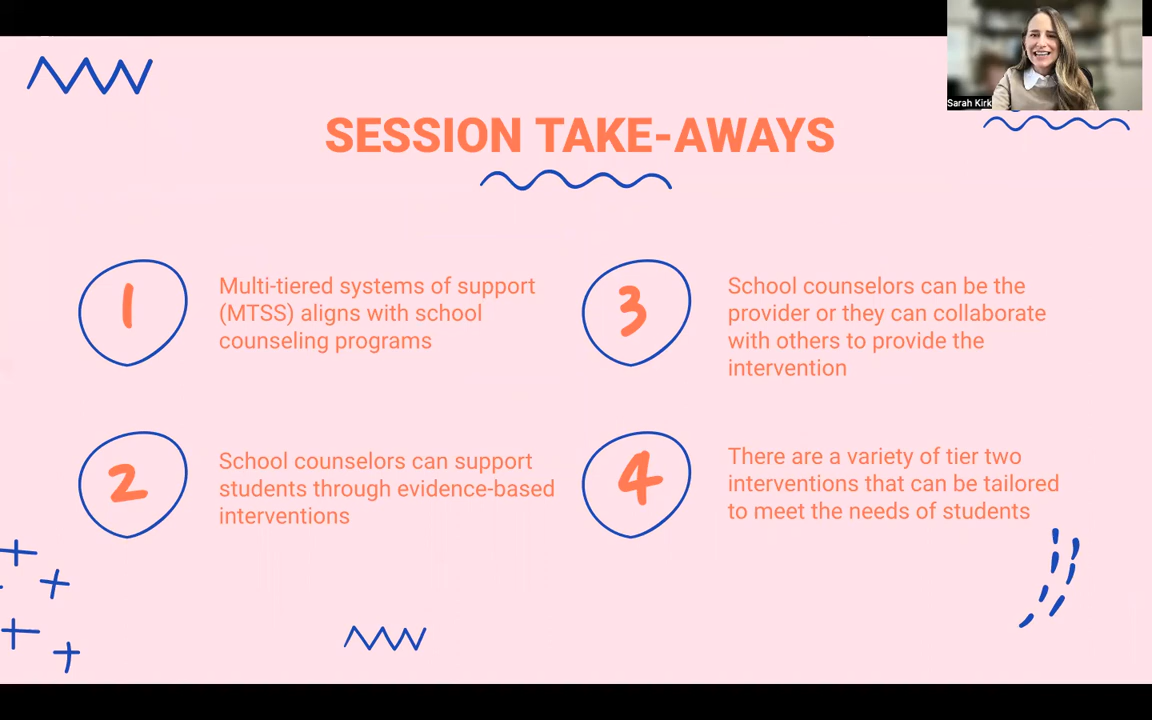 Sarah Kirk
SESSION TAKE-AWAYS
1
Multi-tiered systems of support
(MTSS) aligns with school
counseling programs
2
School counselors can support
students through evidence-based
interventions
3
School counselors can be the
provider or they can collaborate
with others to provide the
intervention
4
There are a variety of tier two
interventions that can be tailored
to meet the needs of students